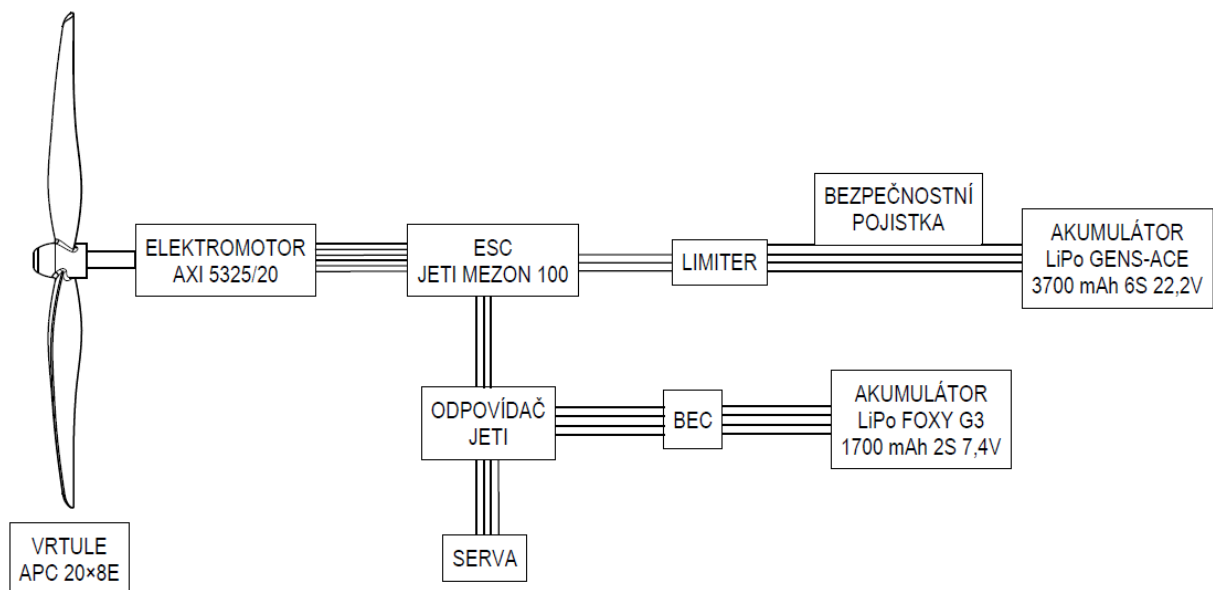 BEZPEČNOSTNÍ
POJISTKA
ELEKTROMOTOR
AXI 5325/20
ESC
JETI MEZON 100
LIMITER
AKUMULÁTOR
LiPo GENS-ACE
3700 mAh 6S 22,2V
ODPOVÍDAČ
JETI
BEC
AKUMULÁTOR
LiPo FOXY G3
1700 mAh 2S 7,4V
VRTULE
APC 20×8E
SERVA